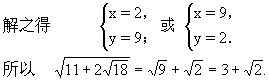 解之得 { x = 2, y = 9; 或 { x = 9, y = 2.
所以 √(11 + 2√18) = √9 + √2 = 3 + √2.